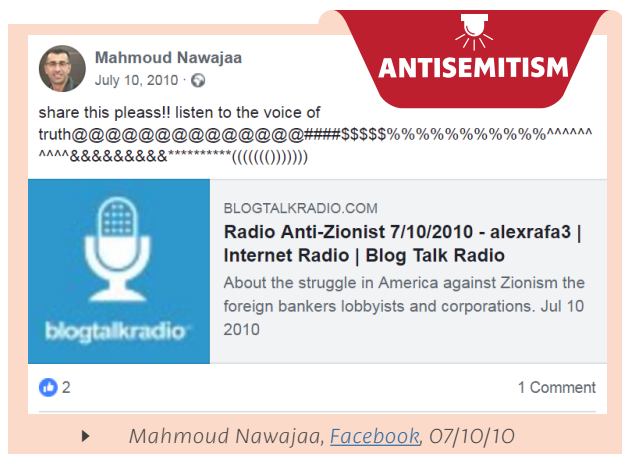 ANTISEMITISM
Mahmoud Nawajaa
July 10, 2010 ·
share this pleass!! listen to the voice of
truth@@@@@@@@@@@@@@####$$$$$%%%%%%%%%%%^^^^^^
^^^^&&&&&&&&&**********((((((()))))))
BLOGTALKRADIO.COM
Radio Anti-Zionist 7/10/2010 - alexrafa3 |
Internet Radio | Blog Talk Radio
About the struggle in America against Zionism the
foreign bankers lobbyists and corporations. Jul 10
2010
blogtalkradio
2
1 Comment
Mahmoud Nawajaa, Facebook, 07/10/10